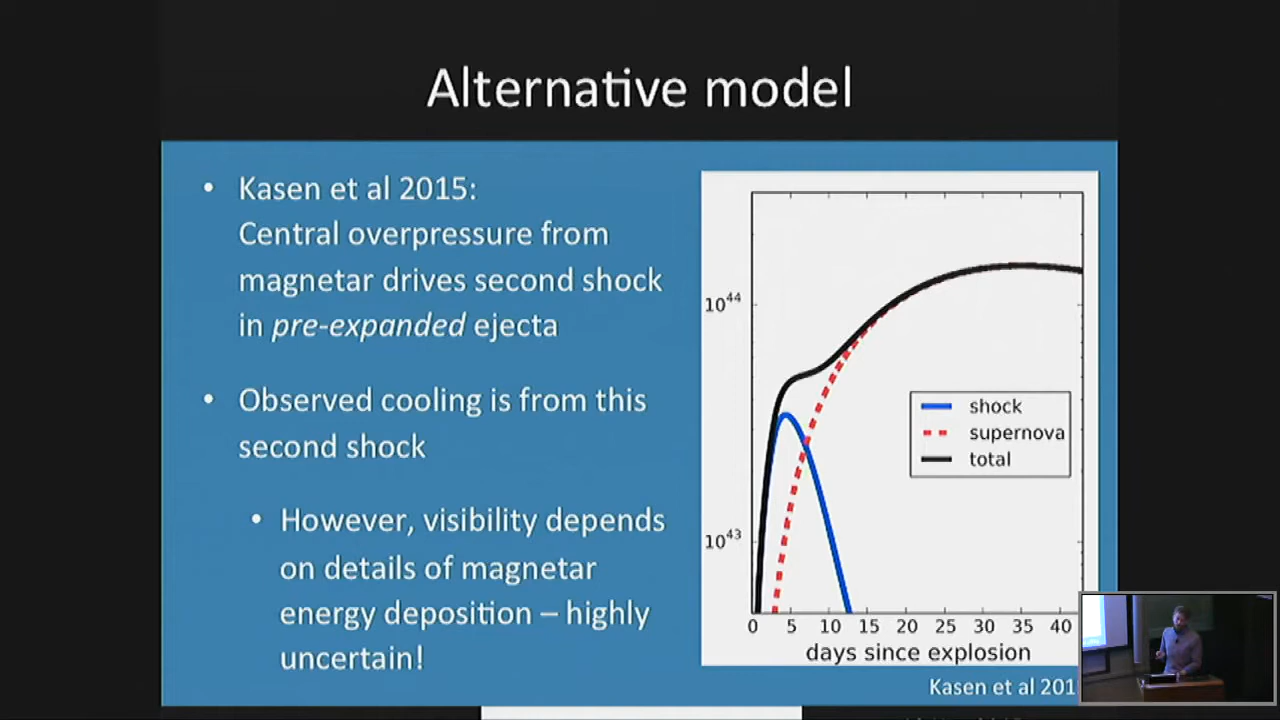 Alternative model
• Kasen et al 2015:
Central overpressure from
magnetar drives second shock
in pre-expanded ejecta
• Observed cooling is from this
second shock
• However, visibility depends
on details of magnetar
energy deposition – highly
uncertain!
10^44
10^43
shock
supernova
total
0 5 10 15 20 25 30 35 40
days since explosion
Kasen et al 201